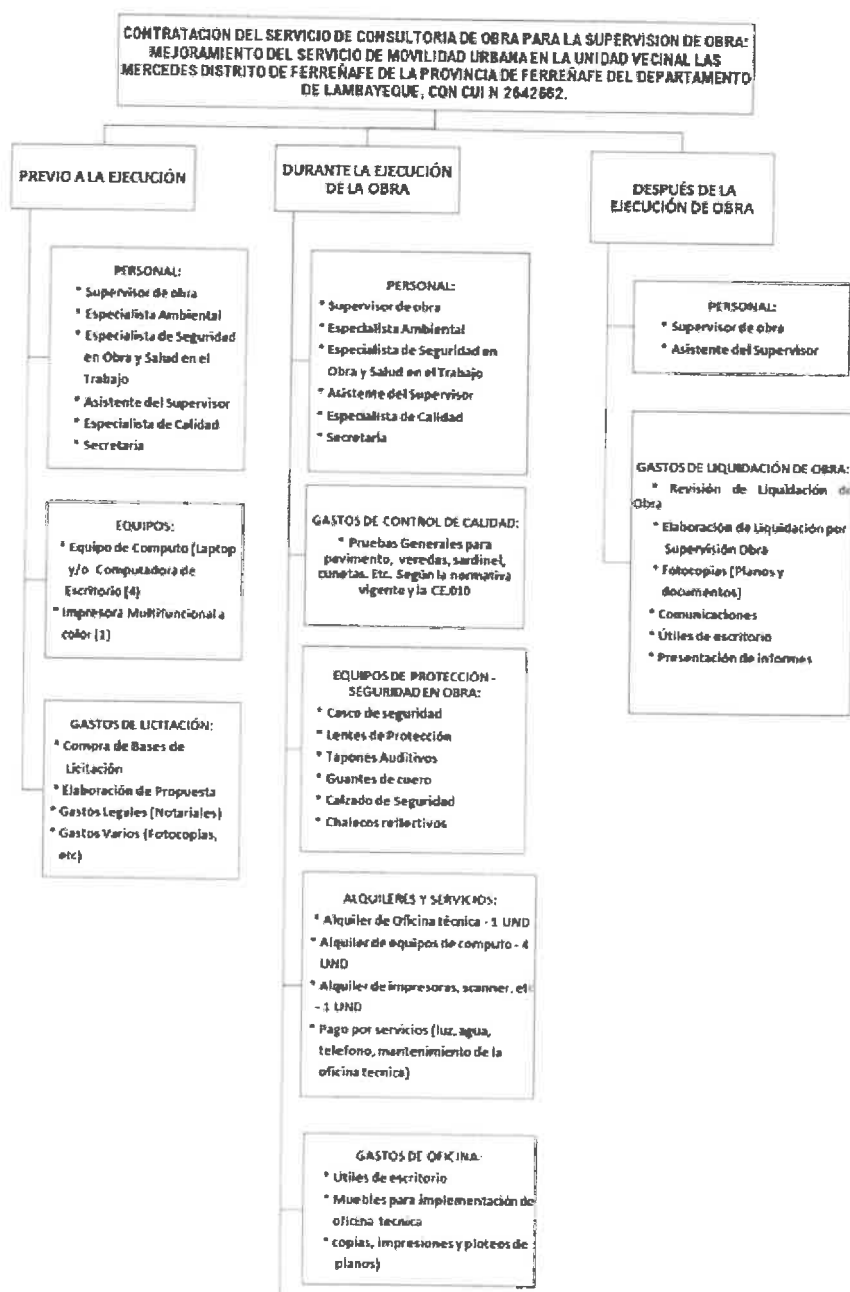 CONTRATACIÓN DEL SERVICIO DE CONSULTORIA DE OBRA PARA LA SUPERVISION DE OBRA:
MEJORAMIENTO DEL SERVICIO DE MOVILIDAD URBANA EN LA UNIDAD VECINAL LAS
MERCEDES DISTRITO DE FERREÑAFE DE LA PROVINCIA DE FERREÑAFE DEL DEPARTAMENTO
DE LAMBAYEQUE, CON CUI N 2642662.
PREVIO A LA EJECUCIÓN
PERSONAL:
* Supervisor de obra
* Especialista Ambiental
* Especialista de Seguridad
en Obra y Salud en el
Trabajo
* Asistente del Supervisor
* Especialista de Calidad
* Secretaria
EQUIPOS:
* Equipo de Computo (Laptop
y/o Computadora de
Escritorio (4)
* Impresora Multifuncional a
color (1)
GASTOS DE LICITACIÓN:
* Compra de Bases de
Licitación
* Elaboración de Propuesta
* Gastos Legales (Notariales)
* Gastos Varios (Fotocopias,
etc)
DURANTE LA EJECUCIÓN
DE LA OBRA
PERSONAL:
* Supervisor de obra
* Especialista Ambiental
* Especialista de Seguridad en
Obra y Salud en el Trabajo
* Asistente del Supervisor
* Especialista de Calidad
* Secretaria
GASTOS DE CONTROL DE CALIDAD:
* Pruebas Generales para
pavimento, veredas, sardinel,
cunetas. Etc. Según la normativa
vigente y la CE.010
EQUIPOS DE PROTECCIÓN -
SEGURIDAD EN OBRA:
* Casco de seguridad
* Lentes de Protección
* Tapones Auditivos
* Guantes de cuero
* Calzado de Seguridad
* Chalecos reflectivos
ALQUILERES Y SERVICIOS:
* Alquiler de Oficina técnica - 1 UND
* Alquiler de equipos de computo - 4
UND
* Alquiler de impresoras, scanner, etc
- 1 UND
* Pago por servicios (luz, agua,
telefono, mantenimiento de la
oficina tecnica)
GASTOS DE OFICINA:
* Utiles de escritorio
* Muebles para implementación de
oficina tecnica
* copias, impresiones y ploteos de
planos)
DESPUÉS DE LA
EJECUCIÓN DE OBRA
PERSONAL:
* Supervisor de obra
* Asistente del Supervisor
GASTOS DE LIQUIDACIÓN DE OBRA:
* Revisión de Liquidación de
Obra
* Elaboración de Liquidación por
Supervisión Obra
* Fotocopias (Planos y
documentos)
* Comunicaciones
* Útiles de escritorio
* Presentación de informes